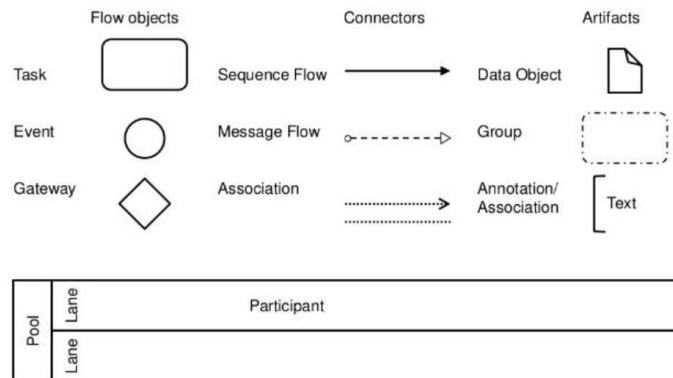 Flow objects Connectors Artifacts
Task Sequence Flow Data Object
Event Message Flow Group
Gateway Association Annotation/
Association Text
Pool
Lane Participant
Lane